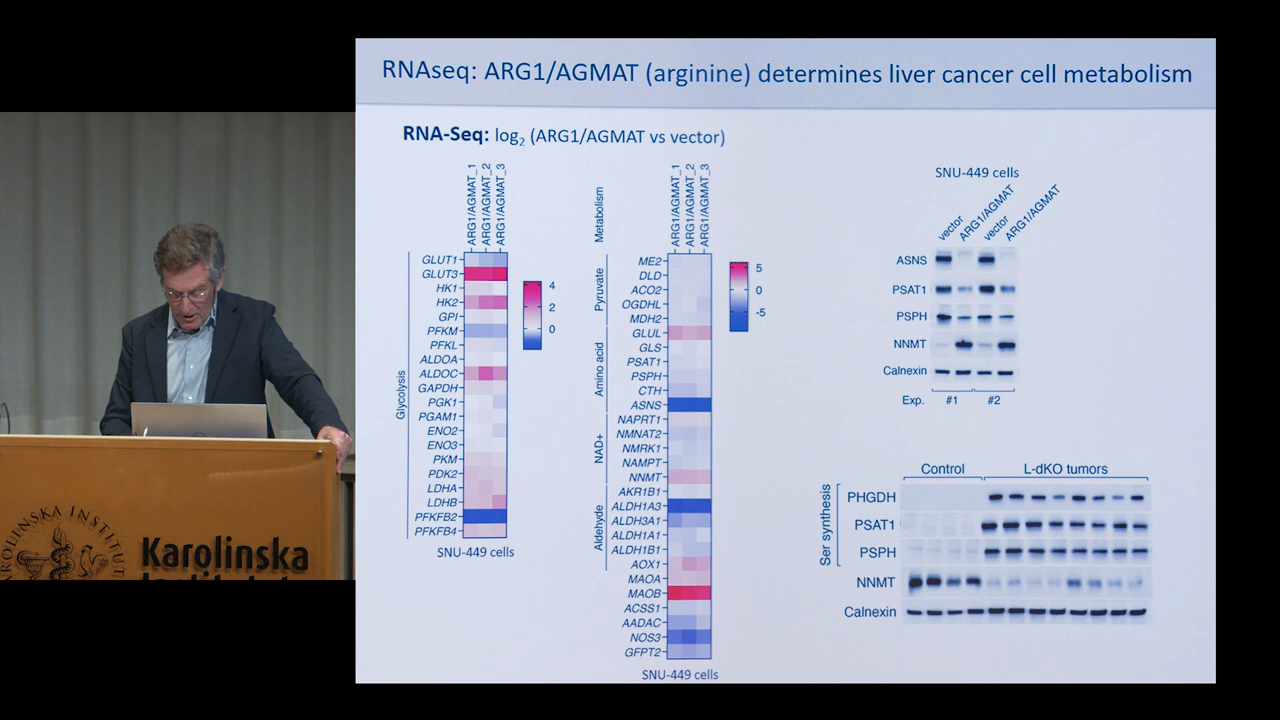 RNAseq: ARG1/AGMAT (arginine) determines liver cancer cell metabolism
RNA-Seq: log₂ (ARG1/AGMAT vs vector)
ARG1/AGMAT_1
ARG1/AGMAT_2
ARG1/AGMAT_3
Glycolysis
GLUT1
GLUT3
HK1
HK2
GPI
PFKM
PFKL
ALDOA
ALDOC
GAPDH
PGK1
PGAM1
ENO2
ENO3
PKM
PDK2
LDHA
LDHB
PFKFB2
PFKFB4
4
2
0
SNU-449 cells
Metabolism
ARG1/AGMAT_1
ARG1/AGMAT_2
ARG1/AGMAT_3
Pyruvate
ME2
DLD
ACO2
OGDHL
MDH2
Amino acid
GLUL
GLS
PSAT1
PSPH
CTH
ASNS
NAD+
NAPRT1
NMNAT2
NMRK1
NAMPT
NNMT
Aldehyde
AKR1B1
ALDH1A3
ALDH3A1
ALDH1A1
ALDH1B1
AOX1
MAOA
MAOB
ACSS1
AADAC
NOS3
GFPT2
5
0
-5
SNU-449 cells
SNU-449 cells
vector
ARG1/AGMAT
vector
ARG1/AGMAT
ASNS
PSAT1
PSPH
NNMT
Calnexin
Exp. #1 #2
Control L-dKO tumors
Ser synthesis
PHGDH
PSAT1
PSPH
NNMT
Calnexin
Karolinska